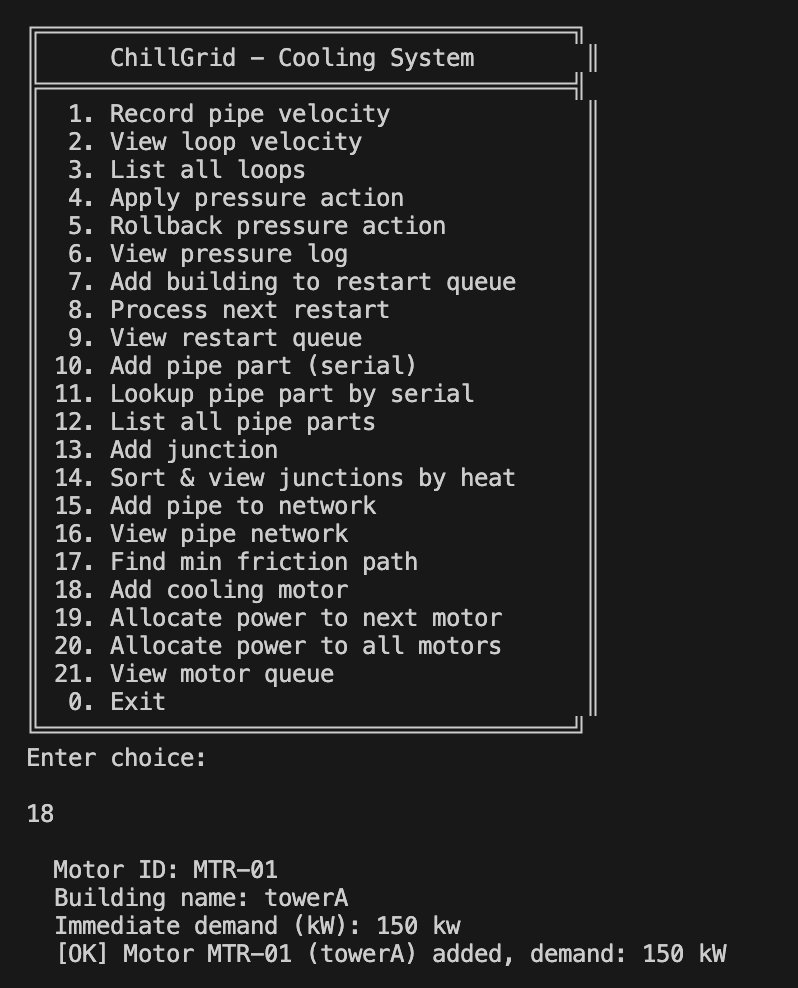 ChillGrid – Cooling System
1. Record pipe velocity
2. View loop velocity
3. List all loops
4. Apply pressure action
5. Rollback pressure action
6. View pressure log
7. Add building to restart queue
8. Process next restart
9. View restart queue
10. Add pipe part (serial)
11. Lookup pipe part by serial
12. List all pipe parts
13. Add junction
14. Sort & view junctions by heat
15. Add pipe to network
16. View pipe network
17. Find min friction path
18. Add cooling motor
19. Allocate power to next motor
20. Allocate power to all motors
21. View motor queue
0. Exit
Enter choice:
18
Motor ID: MTR-01
Building name: towerA
Immediate demand (kW): 150 kw
[OK] Motor MTR-01 (towerA) added, demand: 150 kW